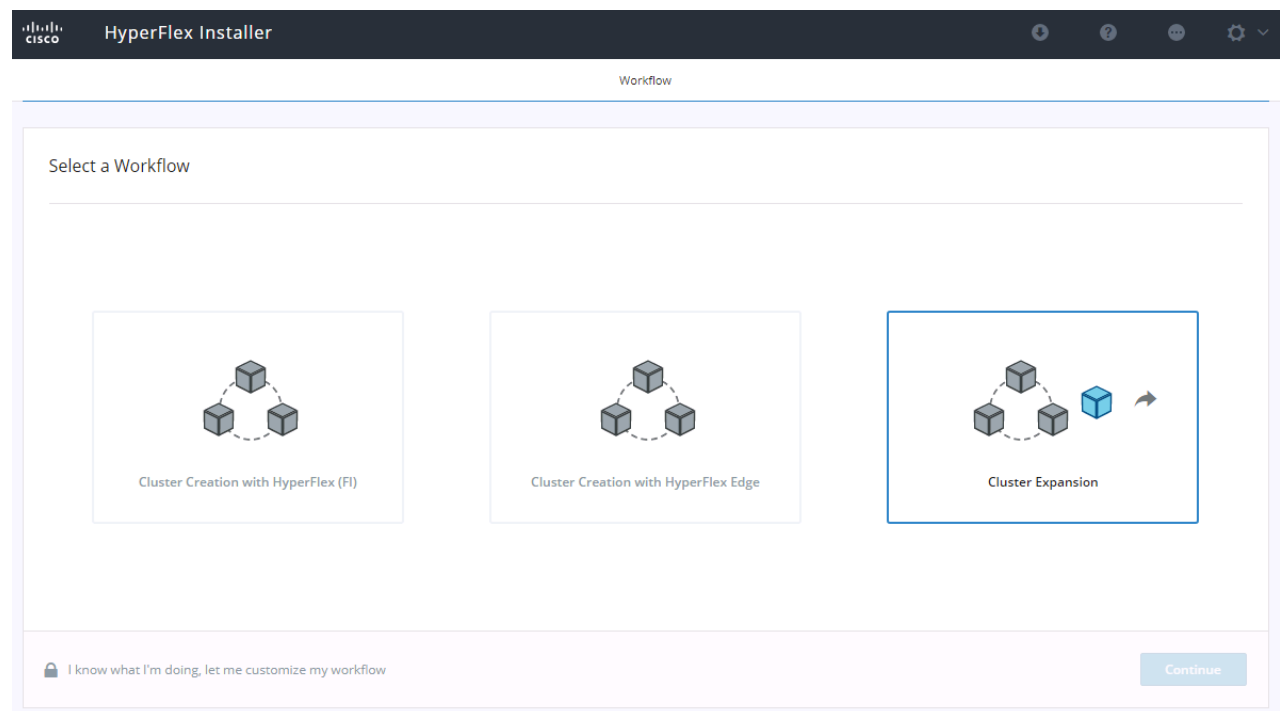 CISCO HyperFlex Installer
Workflow
Select a Workflow
Cluster Creation with HyperFlex (FI)
Cluster Creation with HyperFlex Edge
Cluster Expansion
I know what I'm doing, let me customize my workflow
Continue